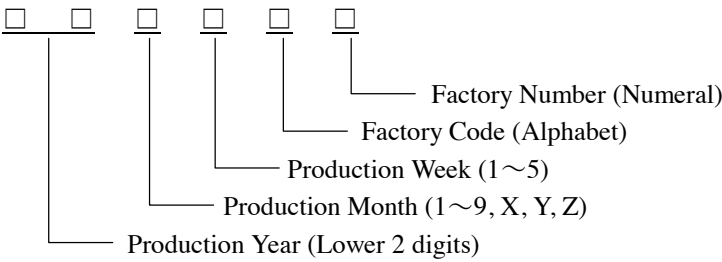 □ □ □ □ □ □
Factory Number (Numeral)
Factory Code (Alphabet)
Production Week (1～5)
Production Month (1～9, X, Y, Z)
Production Year (Lower 2 digits)